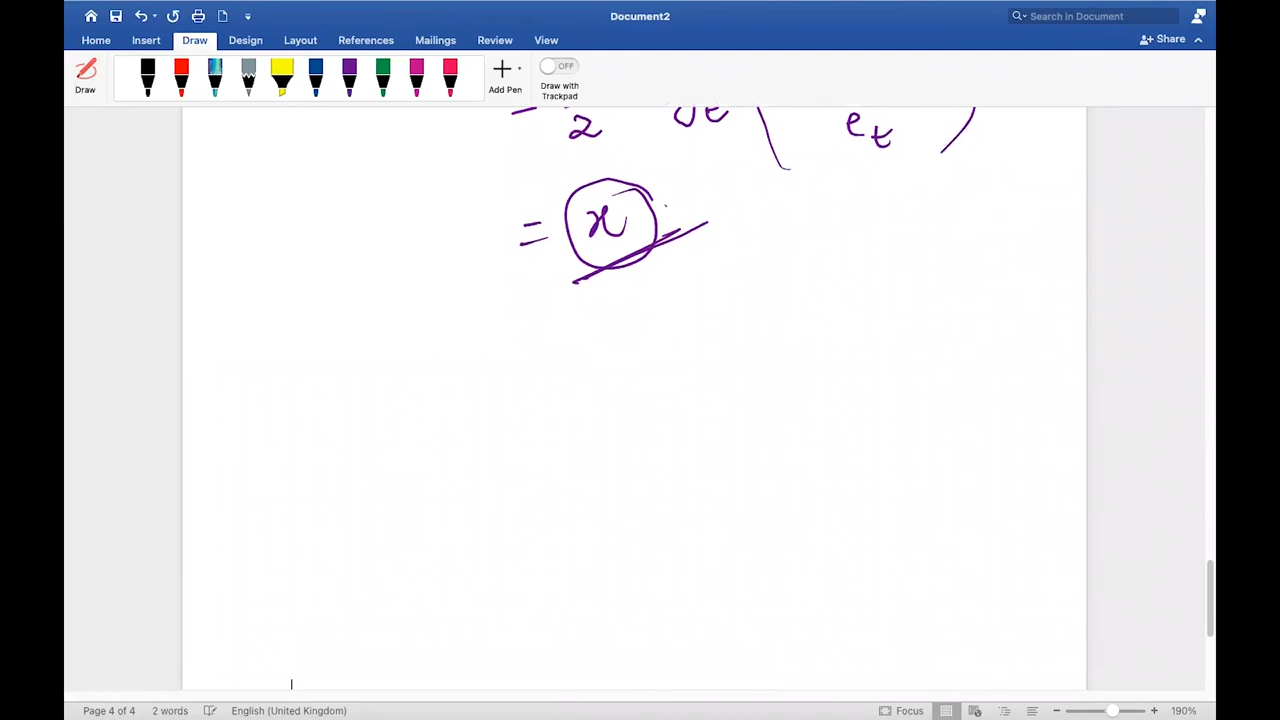 Document2
Search in Document
Home Insert Draw Design Layout References Mailings Review View
Share
Draw
Add Pen
OFF
Draw with
Trackpad
2 e t
= x
Page 4 of 4 2 words English (United Kingdom) Focus 190%